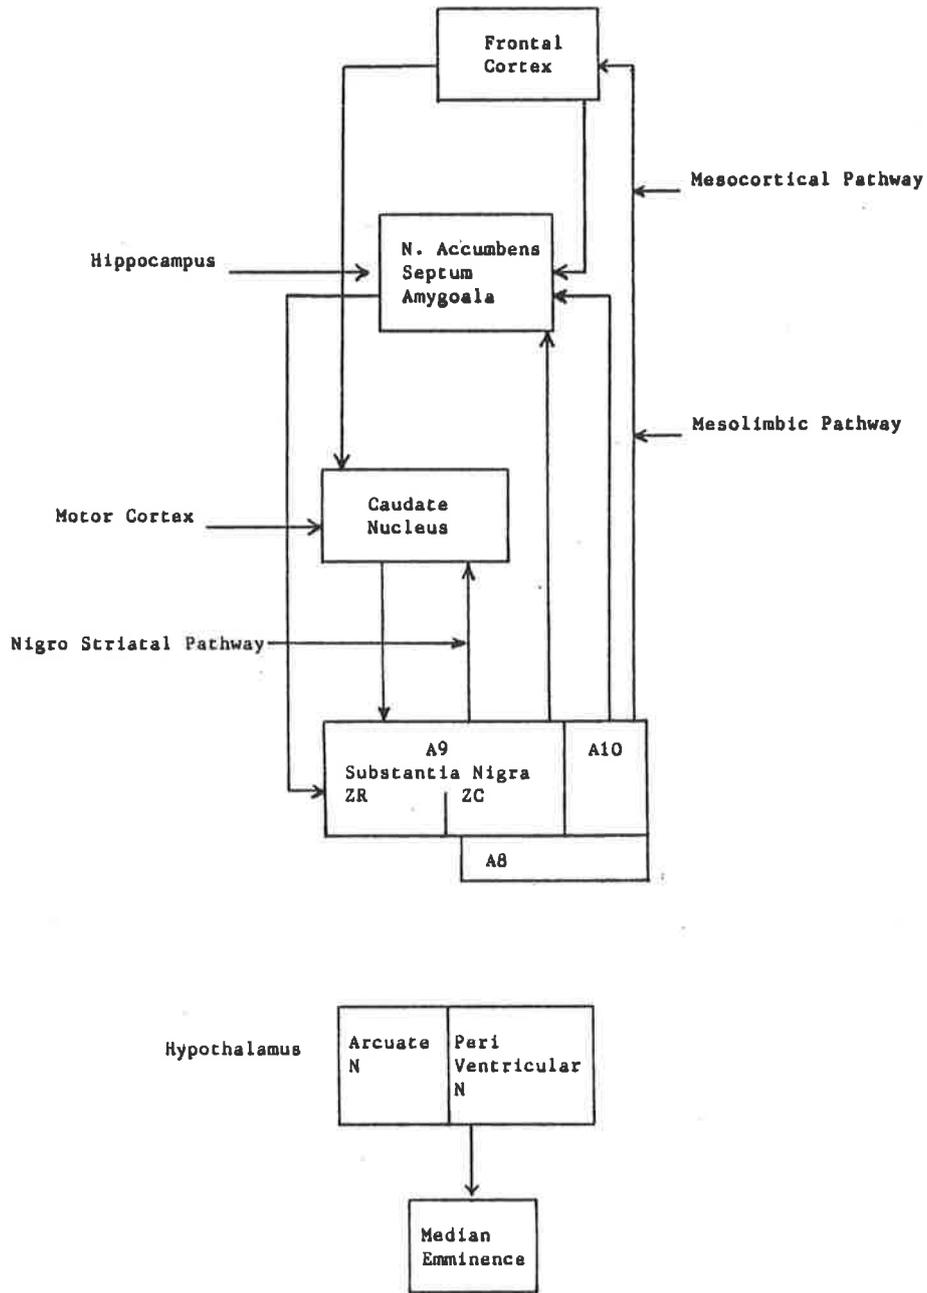 Frontal
Cortex
Mesocortical Pathway
N. Accumbens
Septum
Amygoala
Hippocampus
Mesolimbic Pathway
Caudate
Nucleus
Motor Cortex
Nigro Striatal Pathway
A9
Substantia Nigra
ZR ZC
A10
A8
Hypothalamus
Arcuate
N
Peri
Ventricular
N
Median
Emminence